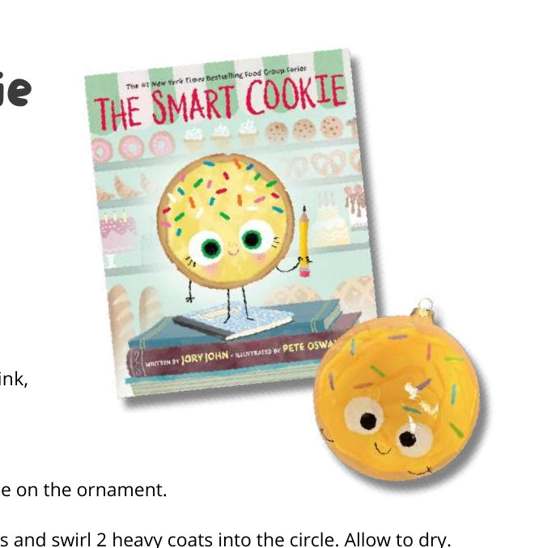 ie
The #1 New York Times Bestselling Food Group Series
THE SMART COOKIE
WRITTEN BY JORY JOHN • ILLUSTRATED BY PETE
ink,
e on the ornament.
s and swirl 2 heavy coats into the circle. Allow to dry.